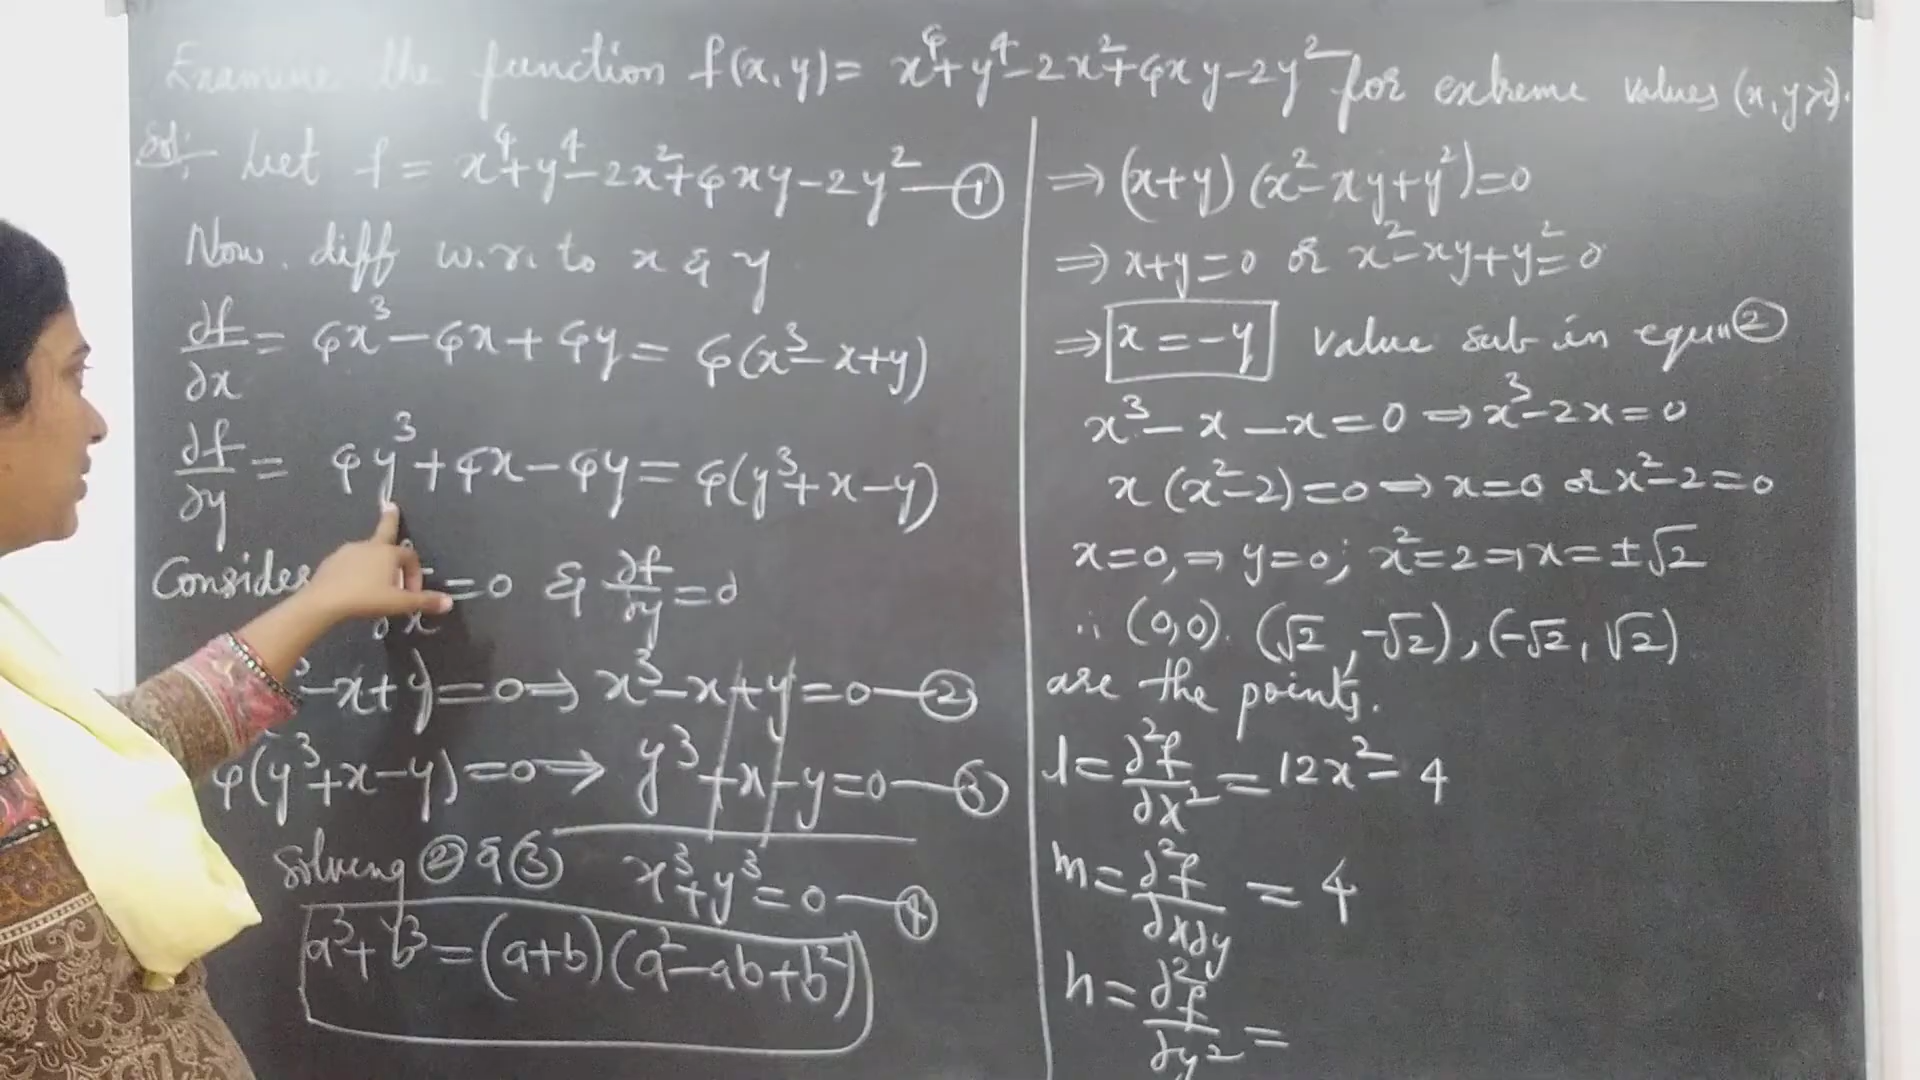 Examine the function f(x,y) = x⁴+y⁴-2x²+4xy-2y² for extreme values (x,y>0).
Sol:- Let f = x⁴+y⁴-2x²+4xy-2y² — ①
Now. diff w.r. to x & y
∂f/∂x = 4x³-4x+4y = 4(x³-x+y)
∂f/∂y = 4y³+4x-4y = 4(y³+x-y)
Consider =0 & ∂f/∂y=0
³-x+y)=0 ⇒ x³-x+y=0 — ②
4(y³+x-y)=0 ⇒ y³+x-y=0 — ③
Solving ② & ③ x³+y³=0 — ④
a³+b³=(a+b)(a²-ab+b²)
⇒ (x+y)(x²-xy+y²)=0
⇒ x+y=0 or x²-xy+y²=0
⇒ x=-y value sub in equn ②
x³-x-x=0 ⇒ x³-2x=0
x(x²-2)=0 ⇒ x=0 or x²-2=0
x=0, ⇒ y=0; x²=2 ⇒ x=±√2
∴ (0,0). (√2,-√2), (-√2,√2)
are the points.
l=∂²f/∂x²=12x²-4
m=∂²f/∂x∂y=4
n=∂²f/∂y²=